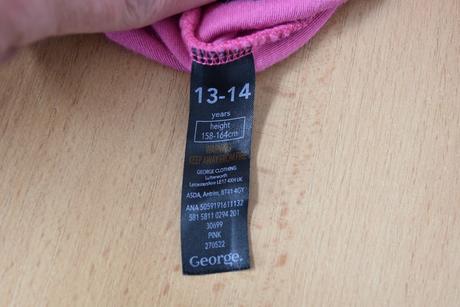 13-14
years
height
158-164cm
WARNING
KEEP AWAY FROM FIRE
GEORGE CLOTHING
Lutterworth
Leicestershire LE17 4XH UK
ASDA, Antrim, BT41 4GY
ANA 5059191611132
581 5811 0294 201
30699
PINK
270522
George.